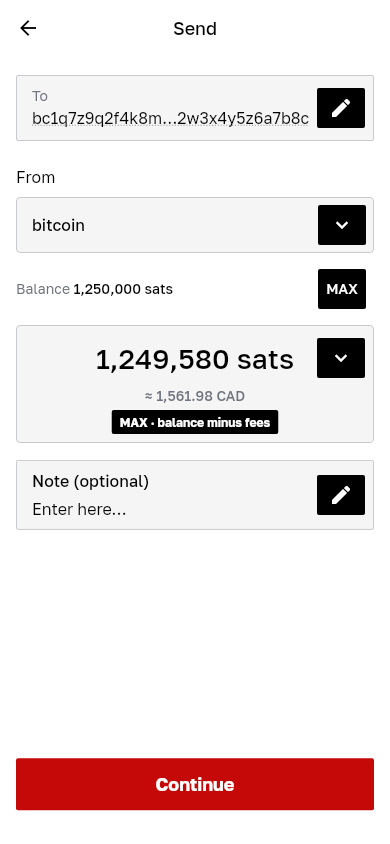 Send
To
bc1q7z9q2f4k8m...2w3x4y5z6a7b8c
From
bitcoin
Balance 1,250,000 sats
MAX
1,249,580 sats
≈ 1,561.98 CAD
MAX · balance minus fees
Note (optional)
Enter here...
Continue